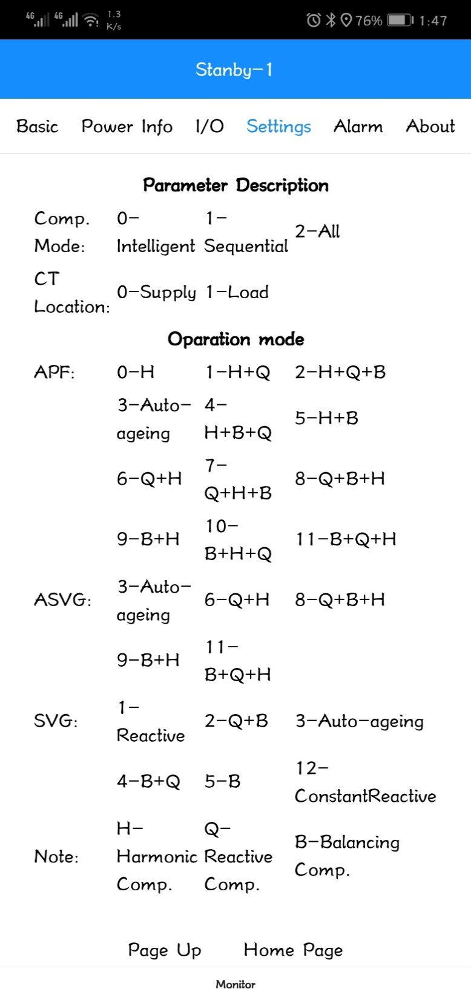 4G 4G 1.3 K/s 76% 1:47
Stanby-1
Basic Power Info I/O Settings Alarm About
Parameter Description
Comp. Mode: 0-Intelligent 1-Sequential 2-All
CT Location: 0-Supply 1-Load
Oparation mode
APF: 0-H 1-H+Q 2-H+Q+B
3-Auto-ageing 4-H+B+Q 5-H+B
6-Q+H 7-Q+H+B 8-Q+B+H
9-B+H 10-B+H+Q 11-B+Q+H
ASVG: 3-Auto-ageing 6-Q+H 8-Q+B+H
9-B+H 11-B+Q+H
SVG: 1-Reactive 2-Q+B 3-Auto-ageing
4-B+Q 5-B 12-ConstantReactive
Note: H-Harmonic Comp. Q-Reactive Comp. B-Balancing Comp.
Page Up Home Page
Monitor